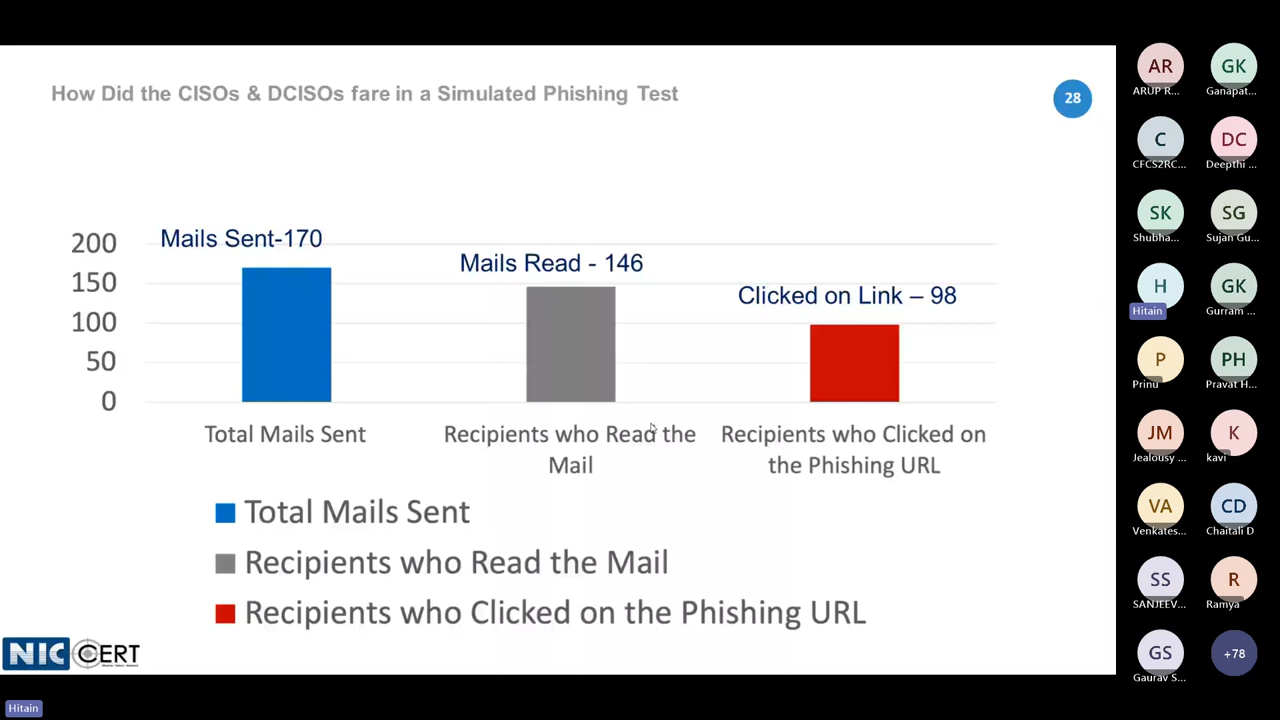 How Did the CISOs & DCISOs fare in a Simulated Phishing Test
28
200
150
100
50
0
Mails Sent-170
Mails Read - 146
Clicked on Link – 98
Total Mails Sent
Recipients who Read the
Mail
Recipients who Clicked on
the Phishing URL
Total Mails Sent
Recipients who Read the Mail
Recipients who Clicked on the Phishing URL
NIC CERT
Hitain
AR
ARUP R...
GK
Ganapat...
C
CFCS2RC...
DC
Deepthi ...
SK
Shubha...
SG
Sujan Gu...
H
Hitain
GK
Gurram ...
P
Prinu
PH
Pravat H...
JM
Jealousy ...
K
kavi
VA
Venkates...
CD
Chaitali D
SS
SANJEEV...
R
Ramya
GS
Gaurav S...
+78